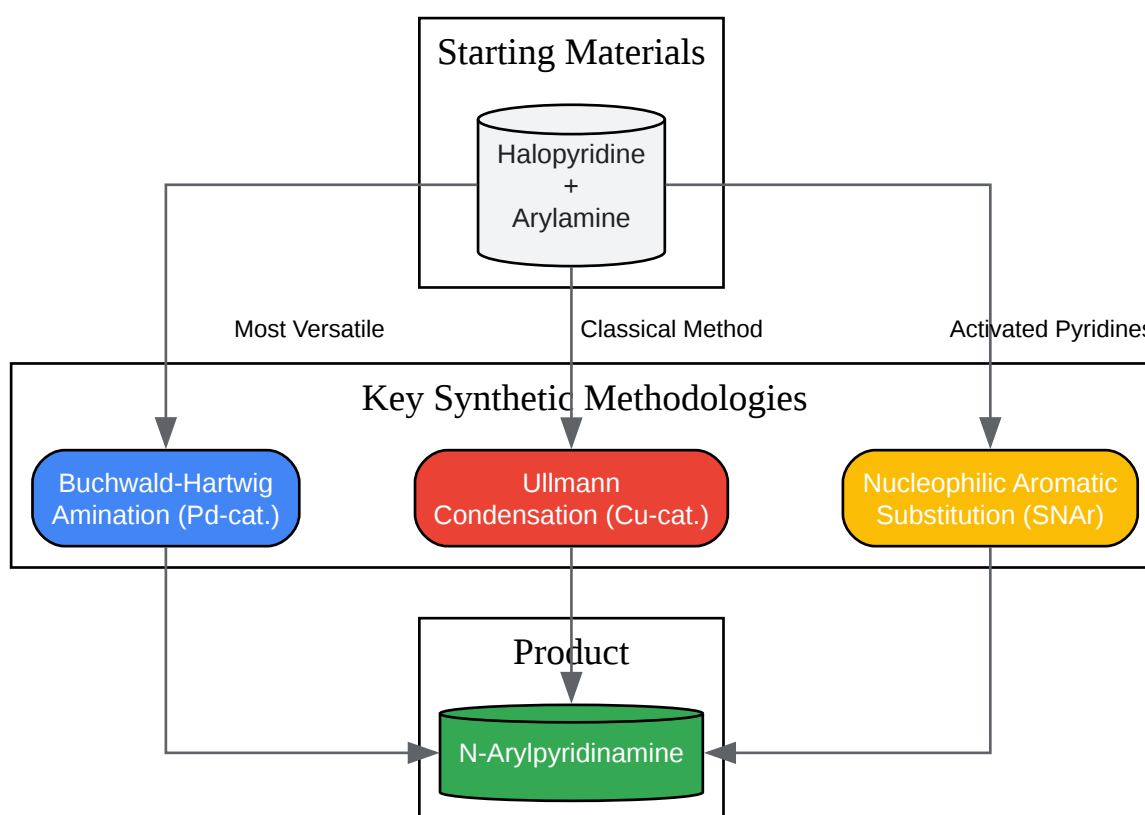 Starting Materials
Halopyridine
+
Arylamine
Most Versatile
Classical Method
Activated Pyridines
Key Synthetic Methodologies
Buchwald-Hartwig
Amination (Pd-cat.)
Ullmann
Condensation (Cu-cat.)
Nucleophilic Aromatic
Substitution (SNAr)
Product
N-Arylpyridinamine